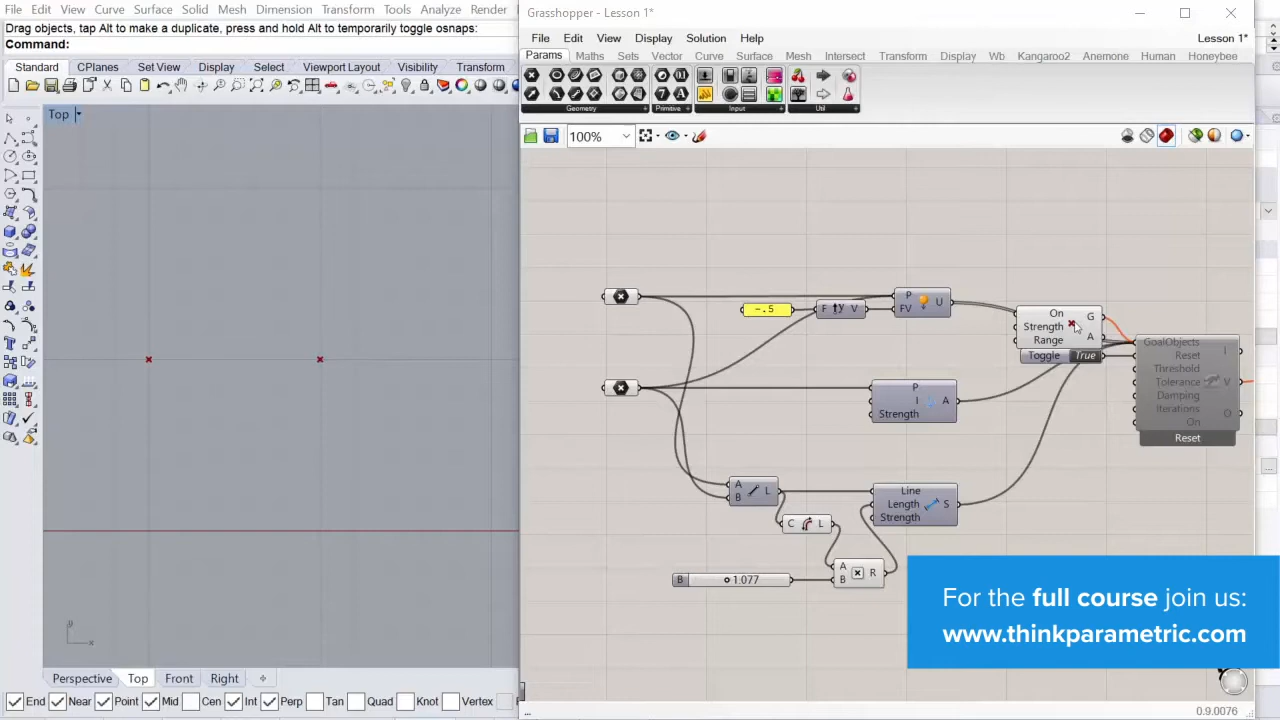 File Edit View Curve Surface Solid Mesh Dimension Transform Tools Analyze Render
Drag objects, tap Alt to make a duplicate, press and hold Alt to temporarily toggle osnaps:
Command:
Standard CPlanes Set View Display Select Viewport Layout Visibility Transform
Top
y
x
Perspective Top Front Right
End Near Point Mid Cen Int Perp Tan Quad Knot Vertex
Grasshopper - Lesson 1*
File Edit View Display Solution Help Lesson 1*
Params Maths Sets Vector Curve Surface Mesh Intersect Transform Display Wb Kangaroo2 Anemone Human Honeybee
Geometry Primitive Input Util
100%
-.5
F V
P
FV
U
On
Strength
Range
G
A
Toggle True
P
I
Strength
A
GoalObjects
Reset
Threshold
Tolerance
Damping
Iterations
On
I
V
O
Reset
A
B
L
C L
Line
Length
Strength
S
B 1.077
A
B
R
For the full course join us:
www.thinkparametric.com
0.9.0076